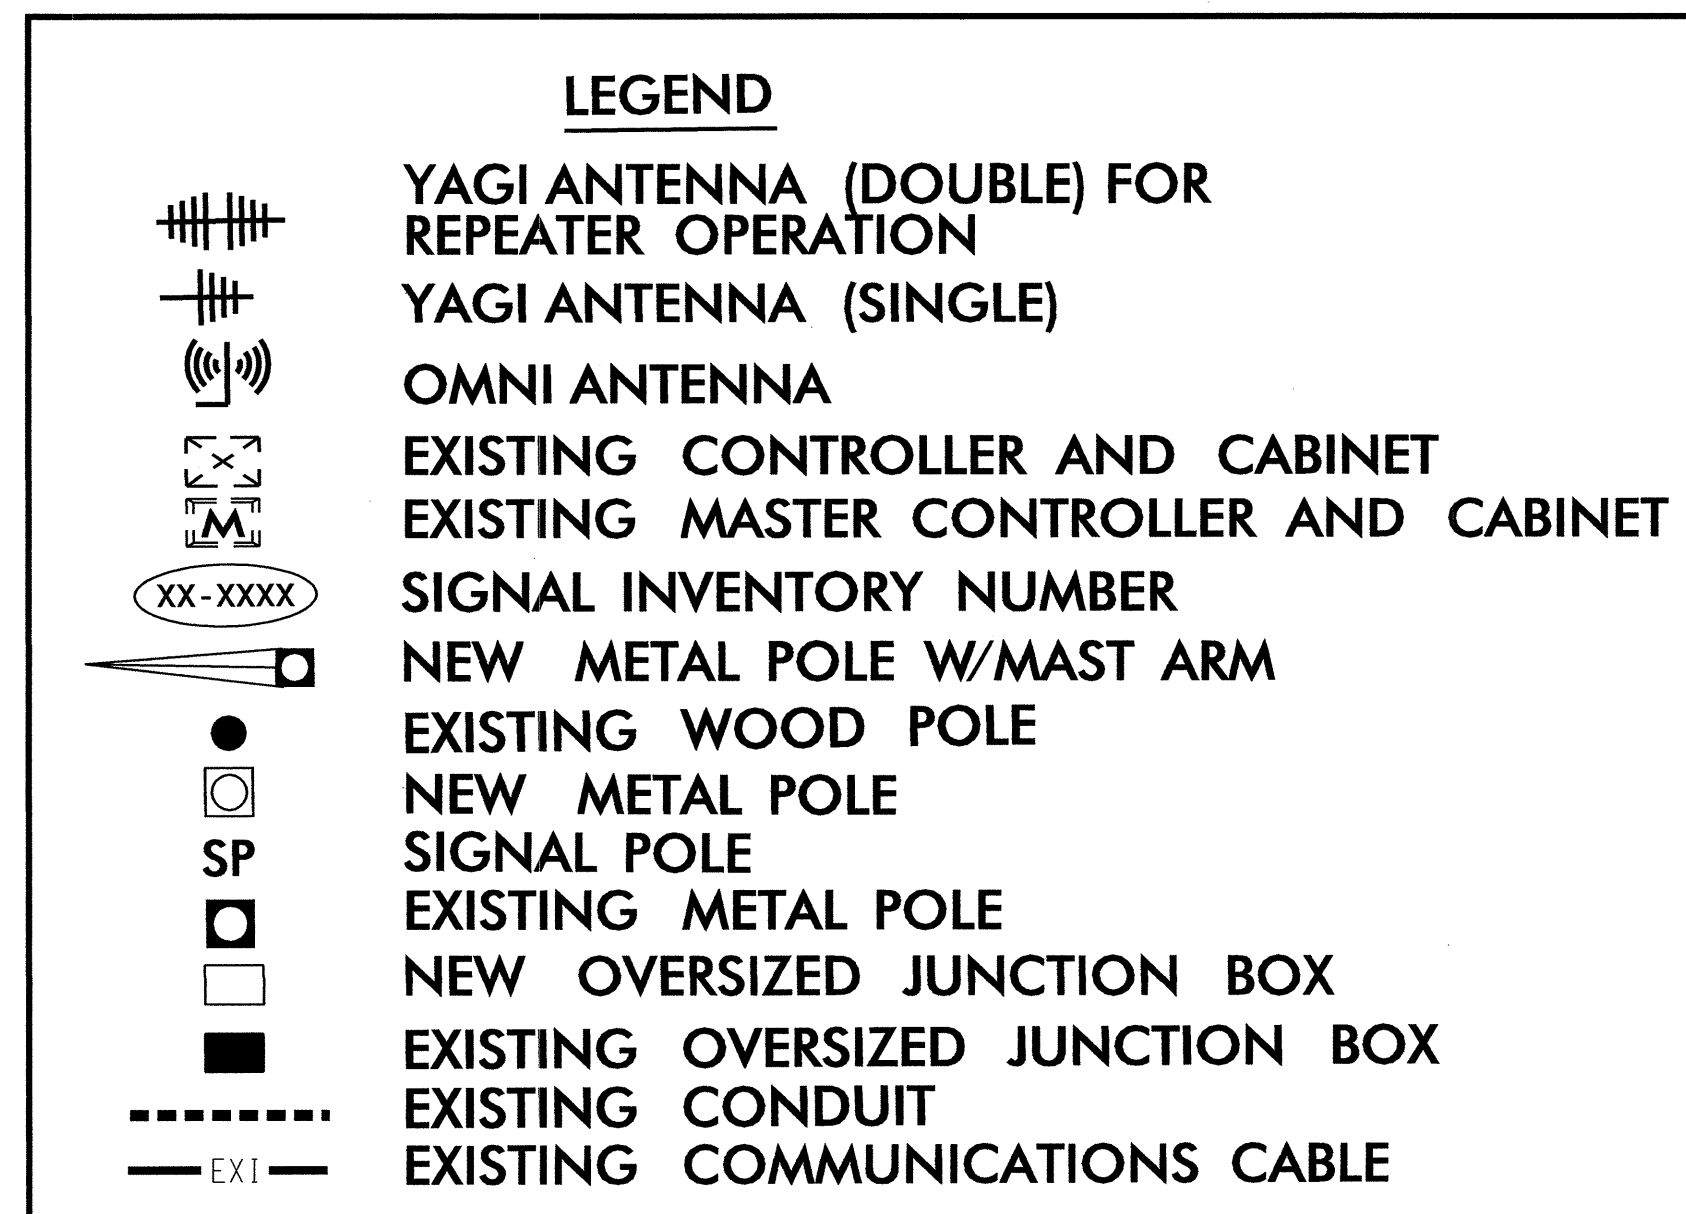 LEGEND
YAGI ANTENNA (DOUBLE) FOR
REPEATER OPERATION
YAGI ANTENNA (SINGLE)
OMNI ANTENNA
EXISTING CONTROLLER AND CABINET
M EXISTING MASTER CONTROLLER AND CABINET
XX-XXXX SIGNAL INVENTORY NUMBER
NEW METAL POLE W/MAST ARM
EXISTING WOOD POLE
NEW METAL POLE
SP SIGNAL POLE
EXISTING METAL POLE
NEW OVERSIZED JUNCTION BOX
EXISTING OVERSIZED JUNCTION BOX
EXISTING CONDUIT
EXI EXISTING COMMUNICATIONS CABLE